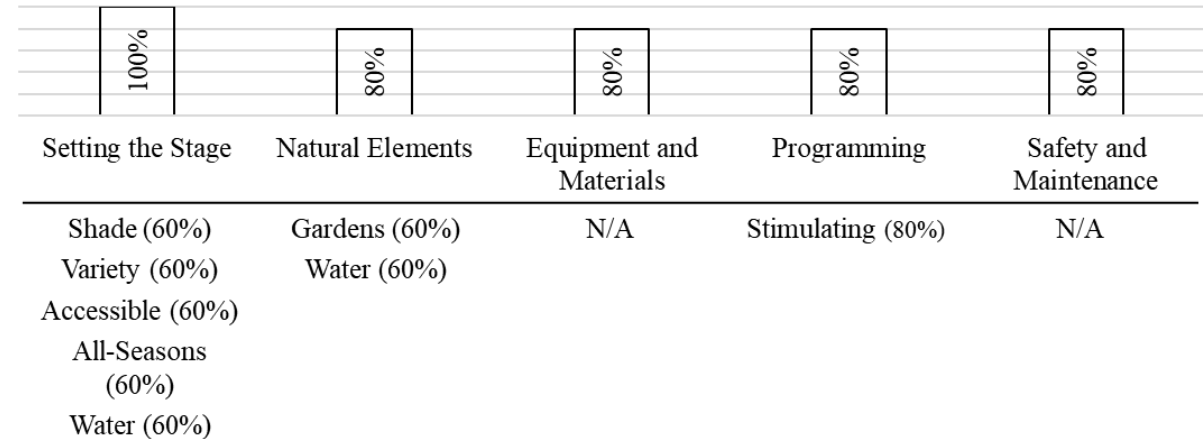 100%
80%
80%
80%
80%
Setting the Stage
Natural Elements
Equipment and
Materials
Programming
Safety and
Maintenance
Shade (60%)
Gardens (60%)
N/A
Stimulating (80%)
N/A
Variety (60%)
Water (60%)
Accessible (60%)
All-Seasons
(60%)
Water (60%)